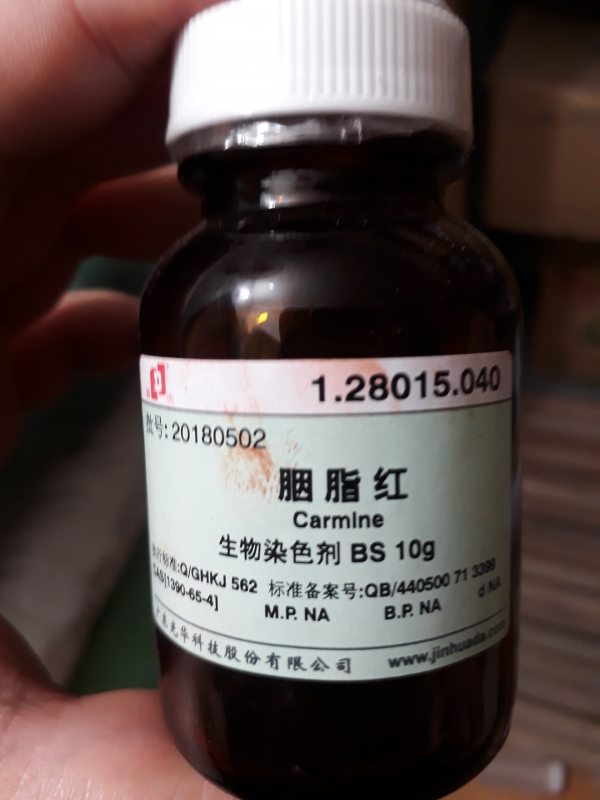 1.28015.040
批号:20180502
胭脂红
Carmine
生物染色剂 BS 10g
执行标准:Q/GHKJ 562 标准备案号:QB/440500 71 3399
CAS[1390-65-4] M.P. NA B.P. NA d NA
广东光华科技股份有限公司 www.jinhuada.com